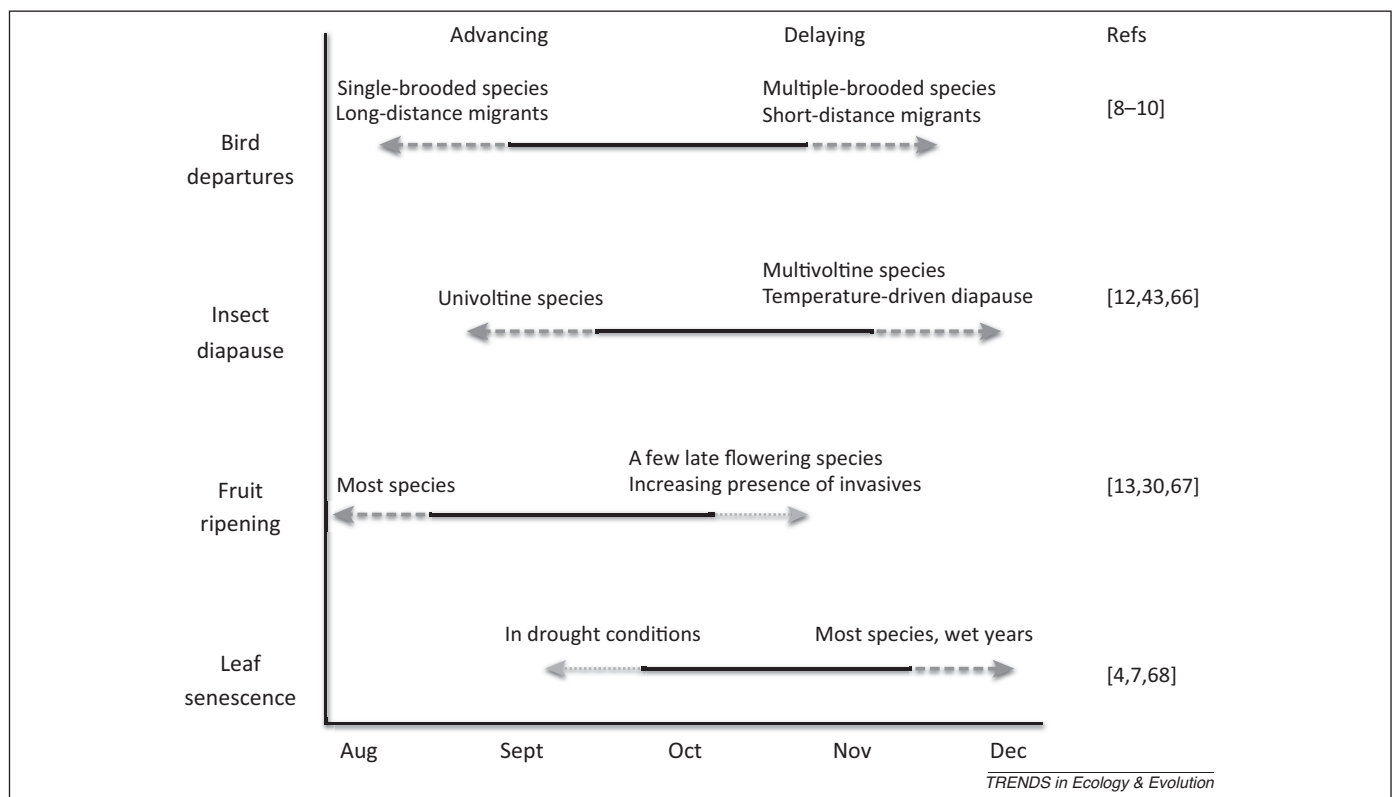 Advancing Delaying Refs
Single-brooded species
Long-distance migrants
Multiple-brooded species
Short-distance migrants
[8–10]
Bird
departures
Univoltine species
Multivoltine species
Temperature-driven diapause
[12,43,66]
Insect
diapause
Most species
A few late flowering species
Increasing presence of invasives
[13,30,67]
Fruit
ripening
In drought conditions
Most species, wet years
[4,7,68]
Leaf
senescence
Aug Sept Oct Nov Dec
TRENDS in Ecology & Evolution